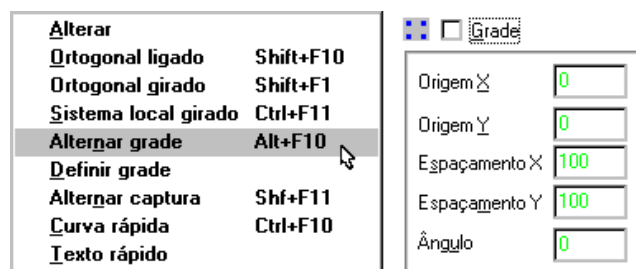 Alterar
Ortogonal ligado Shift+F10
Ortogonal girado Shift+F1
Sistema local girado Ctrl+F11
Alternar grade Alt+F10
Definir grade
Alternar captura Shf+F11
Curva rápida Ctrl+F10
Texto rápido
Grade
Origem X 0
Origem Y 0
Espaçamento X 100
Espaçamento Y 100
Ângulo 0